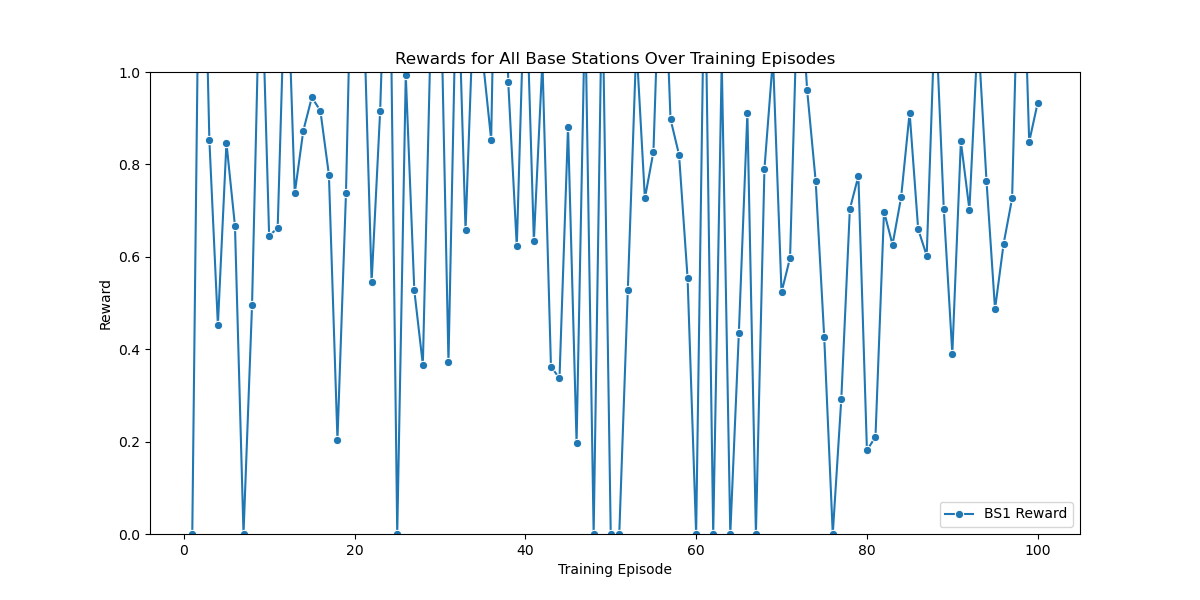 Rewards for All Base Stations Over Training Episodes
1.0
0.8
0.6
0.4
0.2
0.0
Reward
0 20 40 60 80 100
Training Episode
BS1 Reward